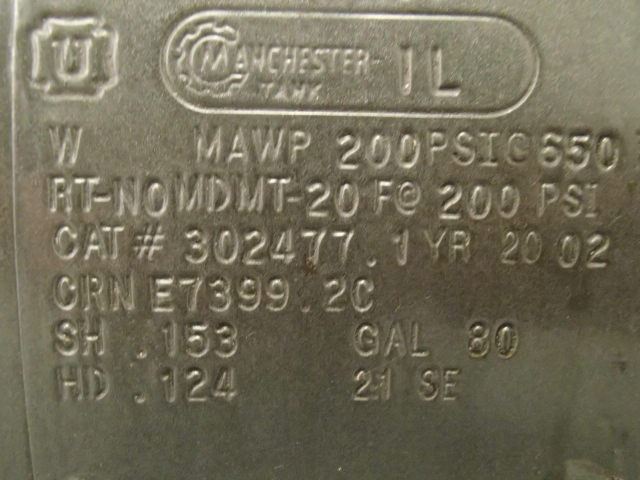 U
M MANCHESTER TANK IL
W MAWP 200PSI@650
RT-NO MDMT-20 F@ 200 PSI
CAT# 302477.1 YR 2002
CRN E7399.2C
SH .153 GAL 80
HD .124 21 SE